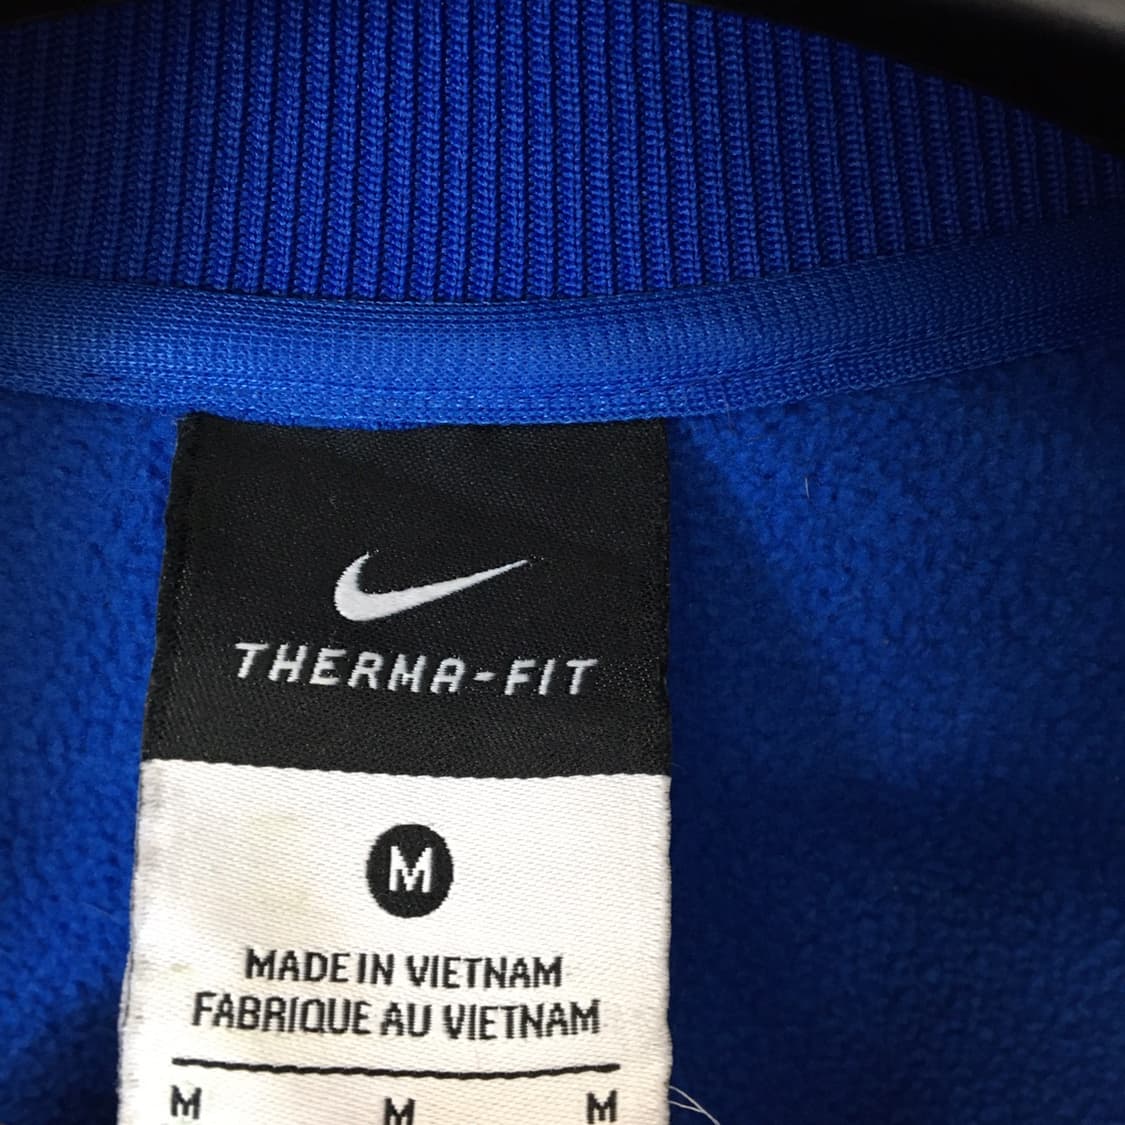 THERMA-FIT
M
MADE IN VIETNAM
FABRIQUE AU VIETNAM
M M M